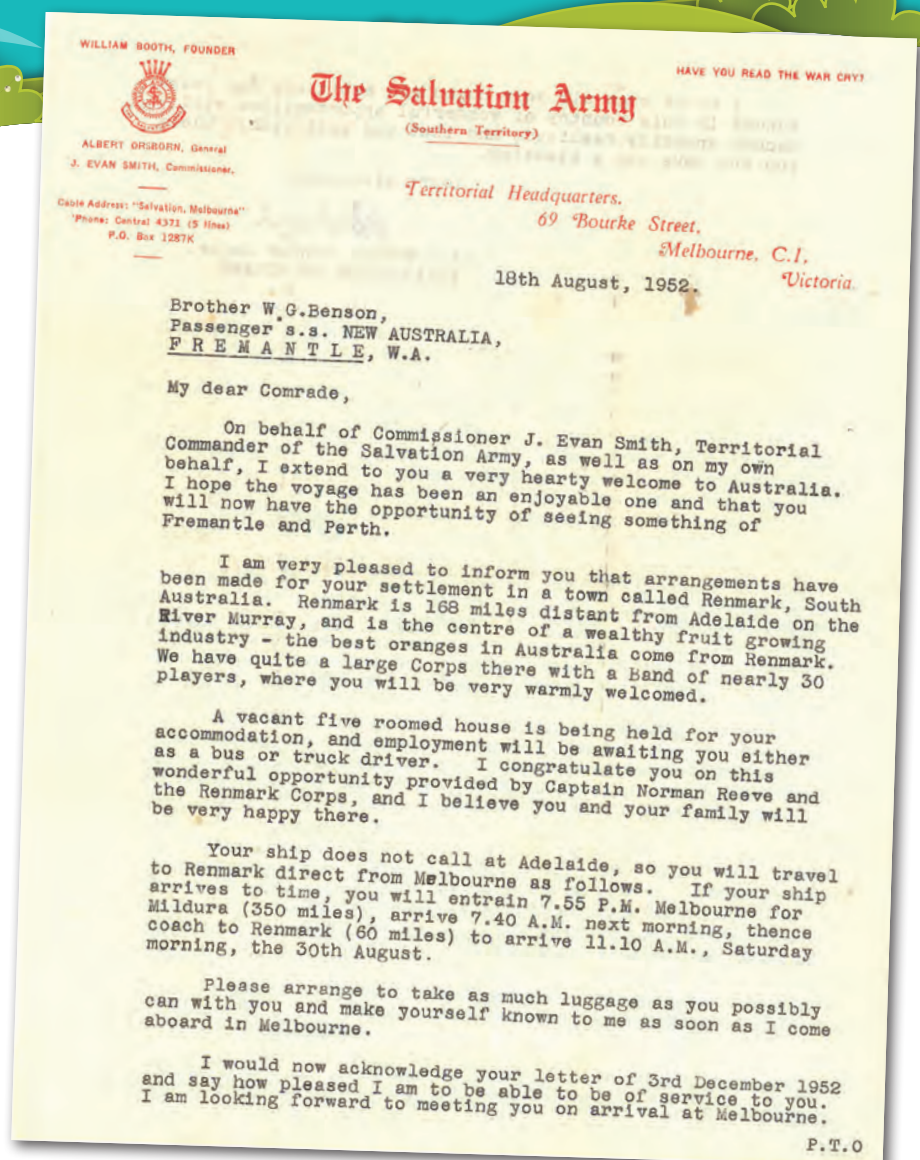 WILLIAM BOOTH, FOUNDER
HAVE YOU READ THE WAR CRY?
The Salvation Army
(Southern Territory)
ALBERT ORSBORN, General
J. EVAN SMITH, Commissioner.
Cable Address: "Salvation, Melbourne"
'Phone: Central 4371 (5 lines)
P.O. Box 1287K
Territorial Headquarters,
69 Bourke Street,
Melbourne, C.1,
Victoria.
18th August, 1952.
Brother W.G.Benson,
Passenger s.s. NEW AUSTRALIA,
F R E M A N T L E, W.A.
My dear Comrade,
On behalf of Commissioner J. Evan Smith, Territorial
Commander of the Salvation Army, as well as on my own
behalf, I extend to you a very hearty welcome to Australia.
I hope the voyage has been an enjoyable one and that you
will now have the opportunity of seeing something of
Fremantle and Perth.
I am very pleased to inform you that arrangements have
been made for your settlement in a town called Renmark, South
Australia. Renmark is 168 miles distant from Adelaide on the
River Murray, and is the centre of a wealthy fruit growing
industry - the best oranges in Australia come from Renmark.
We have quite a large Corps there with a Band of nearly 30
players, where you will be very warmly welcomed.
A vacant five roomed house is being held for your
accommodation, and employment will be awaiting you either
as a bus or truck driver. I congratulate you on this
wonderful opportunity provided by Captain Norman Reeve and
the Renmark Corps, and I believe you and your family will
be very happy there.
Your ship does not call at Adelaide, so you will travel
to Renmark direct from Melbourne as follows. If your ship
arrives to time, you will entrain 7.55 P.M. Melbourne for
Mildura (350 miles), arrive 7.40 A.M. next morning, thence
coach to Renmark (60 miles) to arrive 11.10 A.M., Saturday
morning, the 30th August.
Please arrange to take as much luggage as you possibly
can with you and make yourself known to me as soon as I come
aboard in Melbourne.
I would now acknowledge your letter of 3rd December 1952
and say how pleased I am to be able to be of service to you.
I am looking forward to meeting you on arrival at Melbourne.
P.T.O